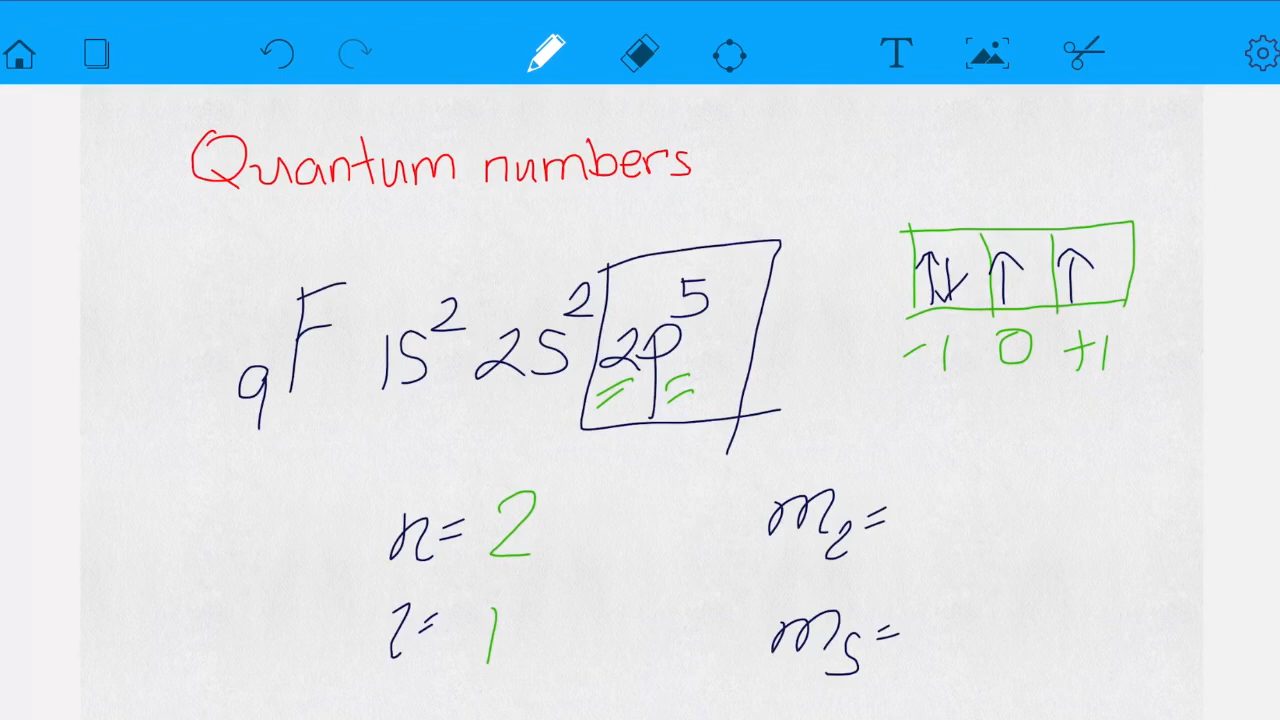 T
Quantum numbers
₉F 1S² 2S² 2p⁵
↑↓ ↑ ↑
-1 0 +1
n= 2
mₗ=
l= 1
mₛ=